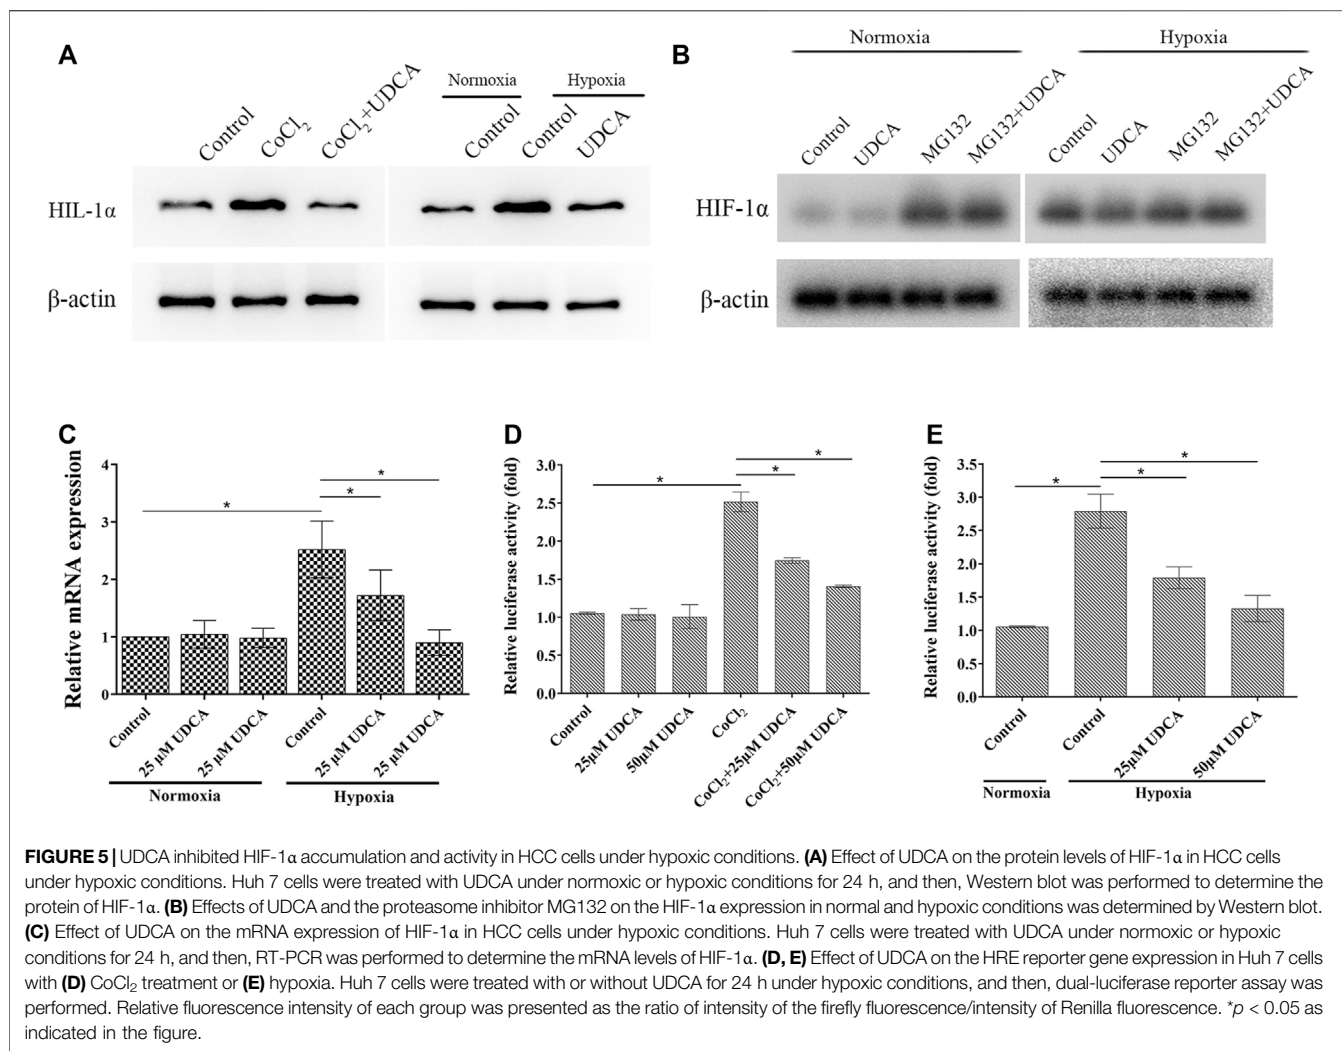 A
Control
CoCl₂
CoCl₂+UDCA
Normoxia
Hypoxia
Control
Control
UDCA
HIL-1α
β-actin
B
Normoxia
Hypoxia
Control
UDCA
MG132
MG132+UDCA
Control
UDCA
MG132
MG132+UDCA
HIF-1α
β-actin
C
Relative mRNA expression
4
3
2
1
0
*
*
*
Control
25 µM UDCA
25 µM UDCA
Control
25 µM UDCA
25 µM UDCA
Normoxia
Hypoxia
D
Relative luciferase activity (fold)
3.0
2.5
2.0
1.5
1.0
0.5
0.0
*
*
*
Control
25µM UDCA
50µM UDCA
CoCl₂
CoCl₂+25µM UDCA
CoCl₂+50µM UDCA
E
Relative luciferase activity (fold)
3.5
3.0
2.5
2.0
1.5
1.0
0.5
0.0
*
*
*
Control
Control
25µM UDCA
50µM UDCA
Normoxia
Hypoxia
FIGURE 5 | UDCA inhibited HIF-1α accumulation and activity in HCC cells under hypoxic conditions. (A) Effect of UDCA on the protein levels of HIF-1α in HCC cells
under hypoxic conditions. Huh 7 cells were treated with UDCA under normoxic or hypoxic conditions for 24 h, and then, Western blot was performed to determine the
protein of HIF-1α. (B) Effects of UDCA and the proteasome inhibitor MG132 on the HIF-1α expression in normal and hypoxic conditions was determined by Western blot.
(C) Effect of UDCA on the mRNA expression of HIF-1α in HCC cells under hypoxic conditions. Huh 7 cells were treated with UDCA under normoxic or hypoxic
conditions for 24 h, and then, RT-PCR was performed to determine the mRNA levels of HIF-1α. (D, E) Effect of UDCA on the HRE reporter gene expression in Huh 7 cells
with (D) CoCl₂ treatment or (E) hypoxia. Huh 7 cells were treated with or without UDCA for 24 h under hypoxic conditions, and then, dual-luciferase reporter assay was
performed. Relative fluorescence intensity of each group was presented as the ratio of intensity of the firefly fluorescence/intensity of Renilla fluorescence. *p < 0.05 as
indicated in the figure.